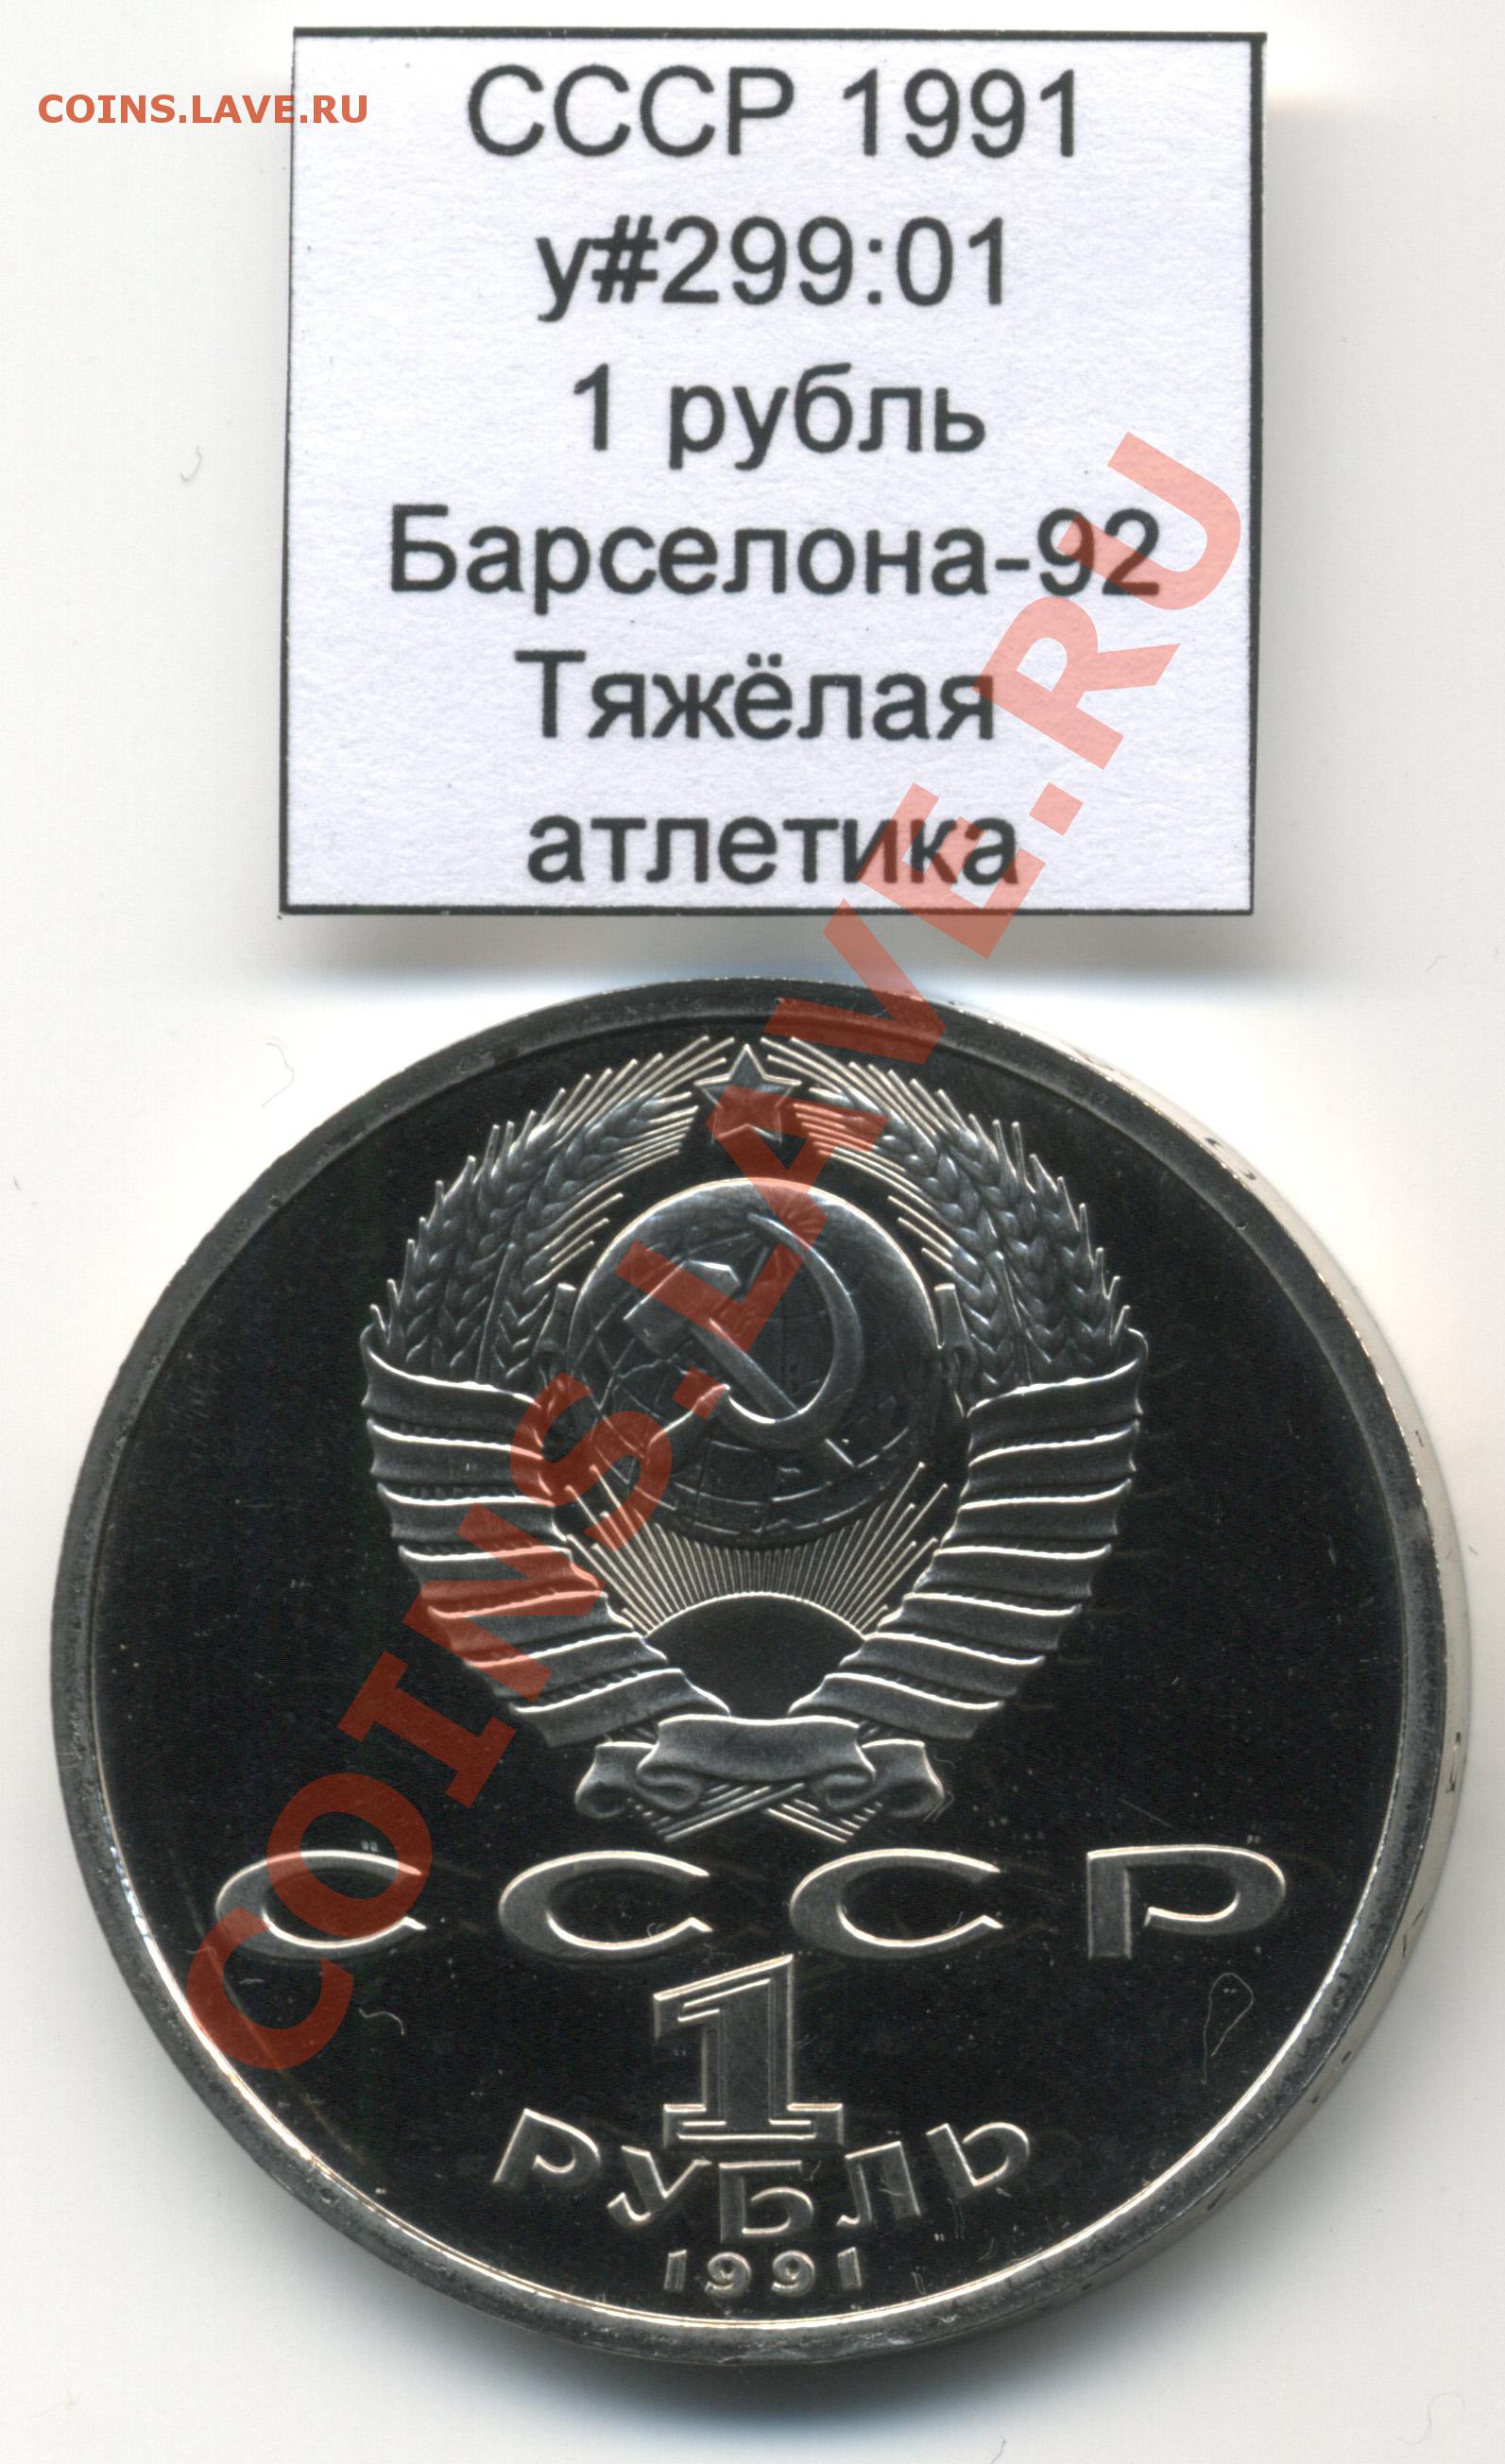 COINS.LAVE.RU
СССР 1991
y#299:01
1 рубль
Барселона-92
Тяжёлая
атлетика
COINS.LAVE.RU
СССР
1
РУБЛЬ
1991